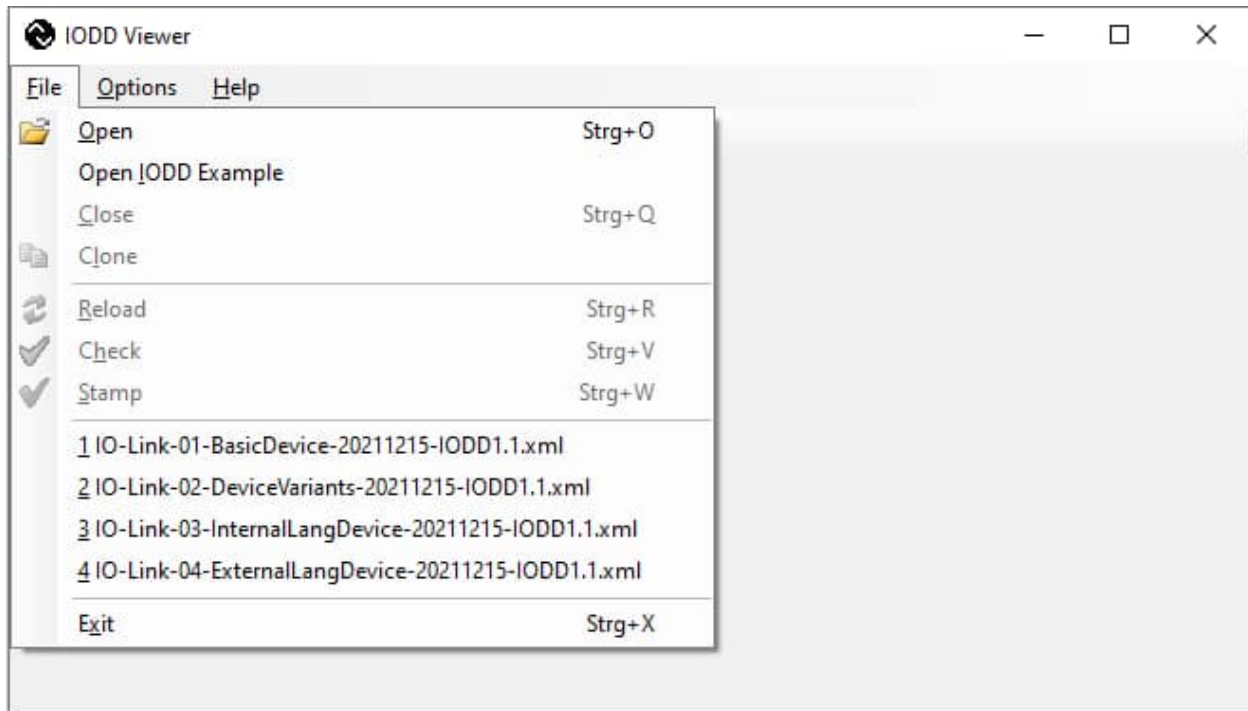 IODD Viewer
File Options Help
Open Strg+O
Open IODD Example
Close Strg+Q
Clone
Reload Strg+R
Check Strg+V
Stamp Strg+W
1 IO-Link-01-BasicDevice-20211215-IODD1.1.xml
2 IO-Link-02-DeviceVariants-20211215-IODD1.1.xml
3 IO-Link-03-InternalLangDevice-20211215-IODD1.1.xml
4 IO-Link-04-ExternalLangDevice-20211215-IODD1.1.xml
Exit Strg+X